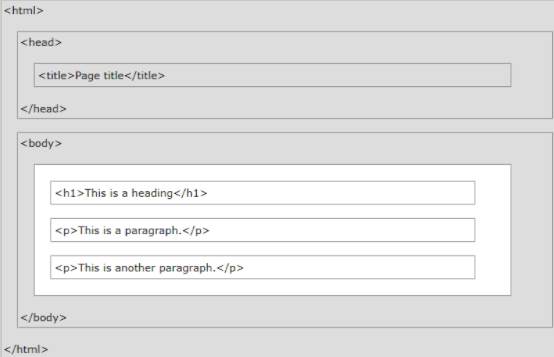 <html>
<head>
<title>Page title</title>
</head>
<body>
<h1>This is a heading</h1>
<p>This is a paragraph.</p>
<p>This is another paragraph.</p>
</body>
</html>